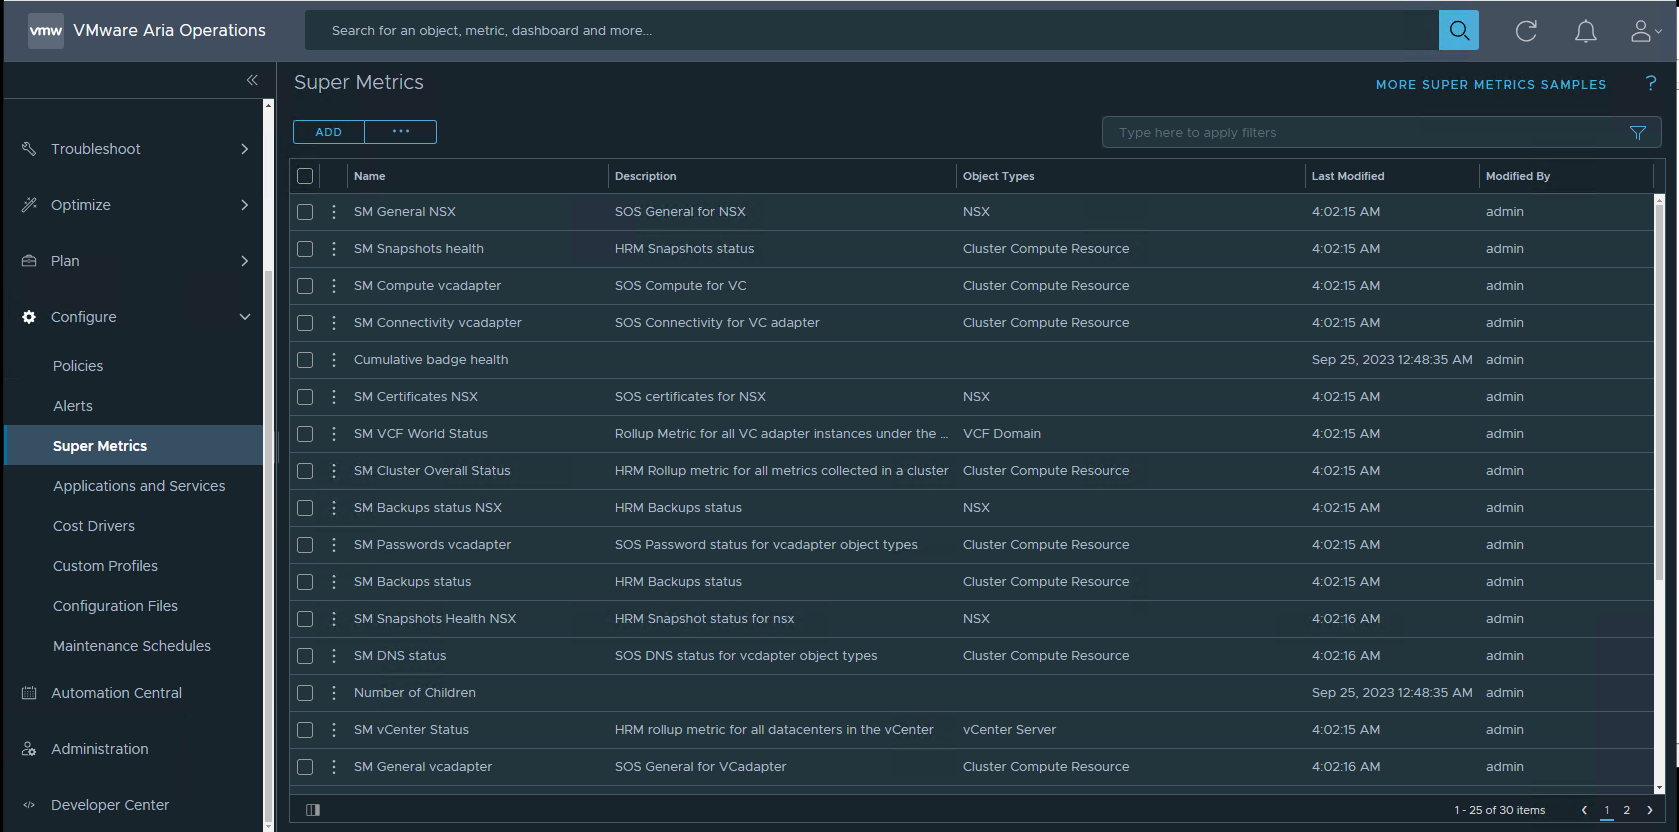 vmw VMware Aria Operations Search for an object, metric, dashboard and more...
Super Metrics MORE SUPER METRICS SAMPLES ?
ADD ... Type here to apply filters
Troubleshoot
Optimize
Plan
Configure
Policies
Alerts
Super Metrics
Applications and Services
Cost Drivers
Custom Profiles
Configuration Files
Maintenance Schedules
Automation Central
Administration
Developer Center
Name Description Object Types Last Modified Modified By
SM General NSX SOS General for NSX NSX 4:02:15 AM admin
SM Snapshots health HRM Snapshots status Cluster Compute Resource 4:02:15 AM admin
SM Compute vcadapter SOS Compute for VC Cluster Compute Resource 4:02:15 AM admin
SM Connectivity vcadapter SOS Connectivity for VC adapter Cluster Compute Resource 4:02:15 AM admin
Cumulative badge health Sep 25, 2023 12:48:35 AM admin
SM Certificates NSX SOS certificates for NSX NSX 4:02:15 AM admin
SM VCF World Status Rollup Metric for all VC adapter instances under the ... VCF Domain 4:02:15 AM admin
SM Cluster Overall Status HRM Rollup metric for all metrics collected in a cluster Cluster Compute Resource 4:02:15 AM admin
SM Backups status NSX HRM Backups status NSX 4:02:15 AM admin
SM Passwords vcadapter SOS Password status for vcadapter object types Cluster Compute Resource 4:02:15 AM admin
SM Backups status HRM Backups status Cluster Compute Resource 4:02:15 AM admin
SM Snapshots Health NSX HRM Snapshot status for nsx NSX 4:02:16 AM admin
SM DNS status SOS DNS status for vcdapter object types Cluster Compute Resource 4:02:16 AM admin
Number of Children Sep 25, 2023 12:48:35 AM admin
SM vCenter Status HRM rollup metric for all datacenters in the vCenter vCenter Server 4:02:15 AM admin
SM General vcadapter SOS General for VCadapter Cluster Compute Resource 4:02:16 AM admin
1 - 25 of 30 items 1 2